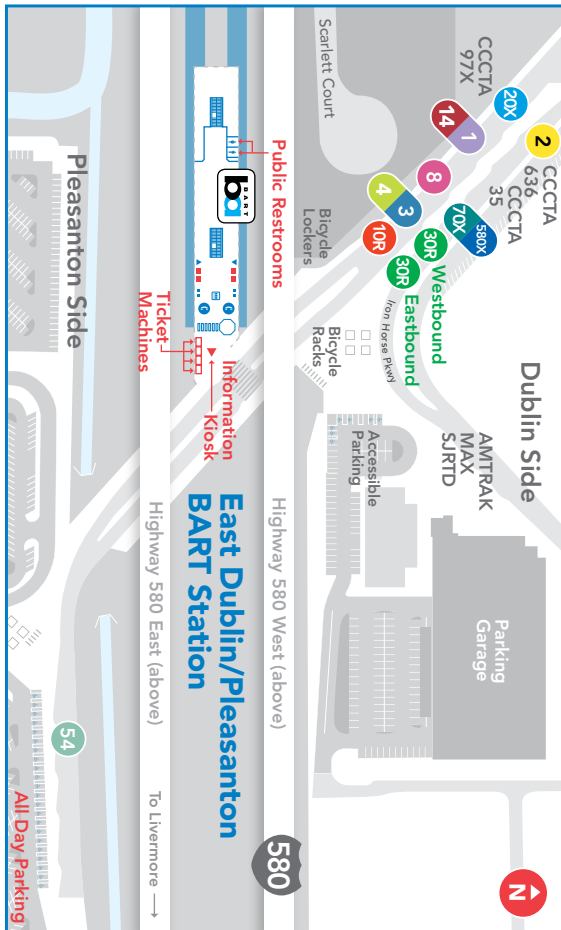 Dublin Side
CCCTA
636
CCCTA
35
2
20X
CCCTA
97X
1
14
580X
70X
8
3
4
10R
30R
Westbound
30R
Eastbound
Iron Horse Pkwy
AMTRAK
MAX
SJRTD
Parking
Garage
N
Scarlett Court
Bicycle
Lockers
Bicycle
Racks
Accessible
Parking
Highway 580 West (above)
580
Public Restrooms
BART
ba
Information
Kiosk
Ticket
Machines
East Dublin/Pleasanton
BART Station
Highway 580 East (above)
To Livermore
Pleasanton Side
54
All Day Parking